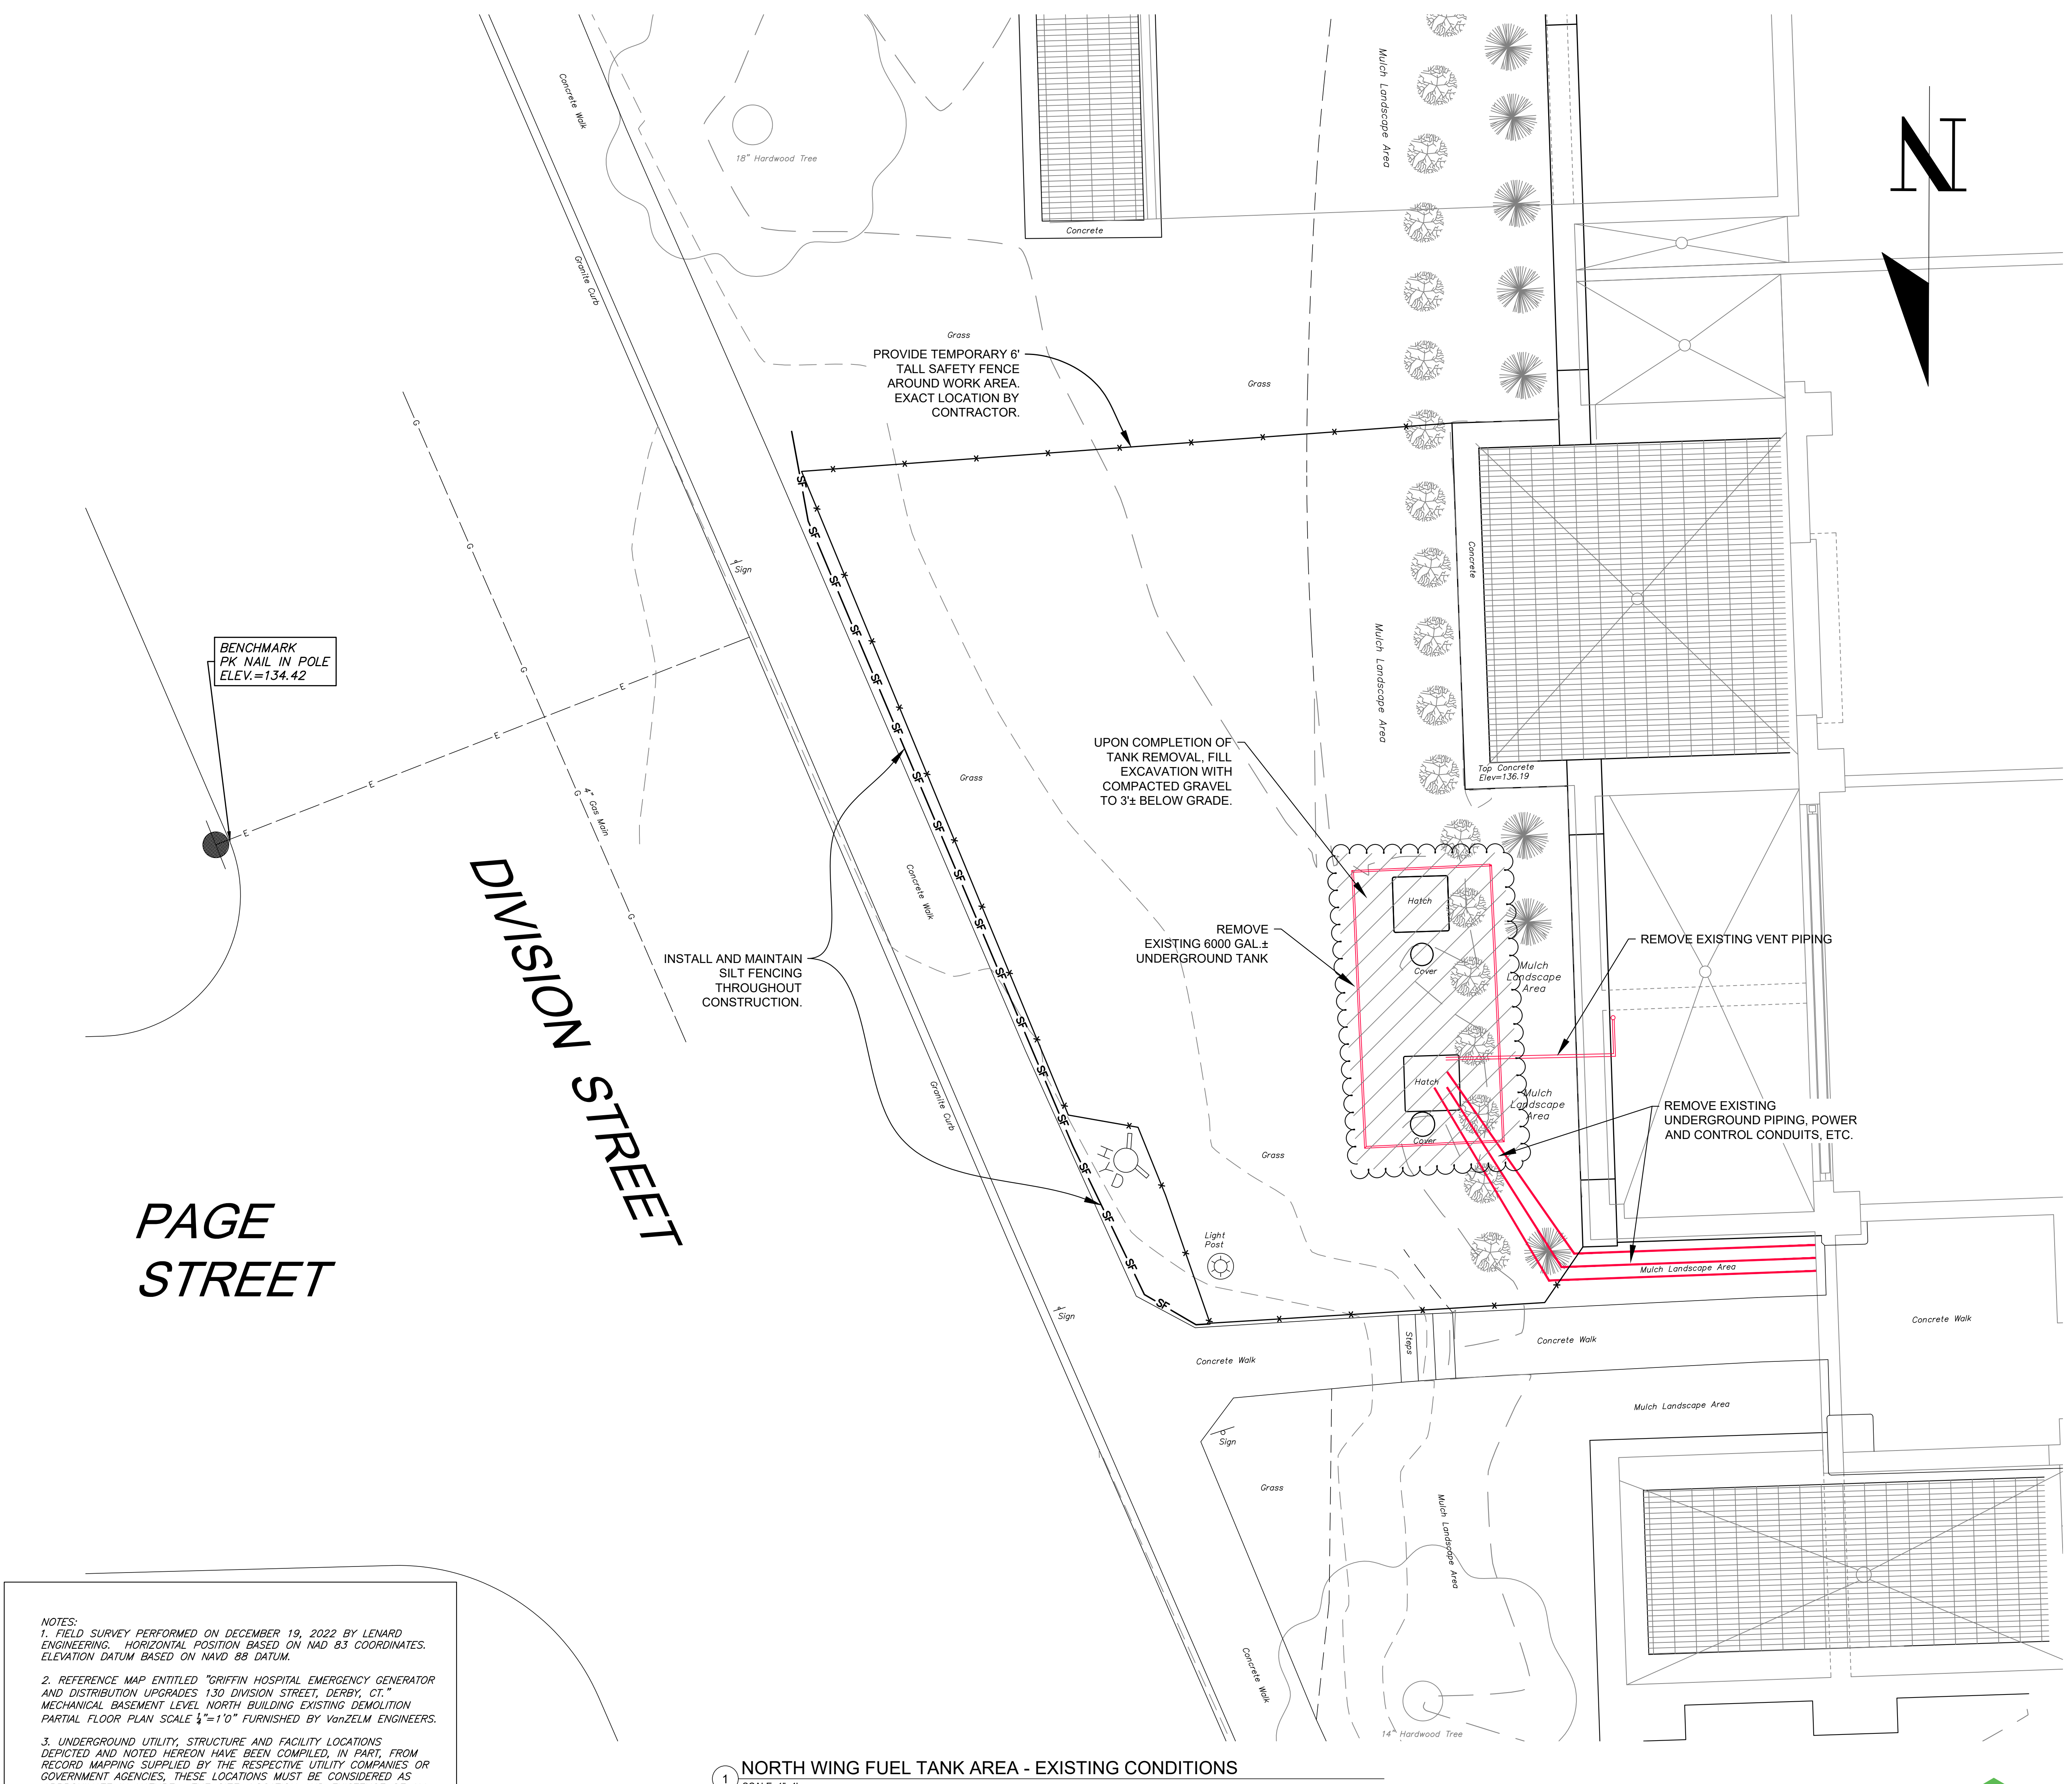 Concrete Walk
18" Hardwood Tree
Concrete
Mulch Landscape Area
N
Granite Curb
Grass
PROVIDE TEMPORARY 6'
TALL SAFETY FENCE
AROUND WORK AREA.
EXACT LOCATION BY
CONTRACTOR.
Grass
Concrete
Sign
BENCHMARK
PK NAIL IN POLE
ELEV.=134.42
4" Gas Main
Mulch Landscape Area
UPON COMPLETION OF
TANK REMOVAL, FILL
EXCAVATION WITH
COMPACTED GRAVEL
TO 3'± BELOW GRADE.
Top Concrete
Elev=136.19
Grass
DIVISION STREET
Concrete Walk
Hatch
Cover
REMOVE
EXISTING 6000 GAL.±
UNDERGROUND TANK
REMOVE EXISTING VENT PIPING
Mulch
Landscape
Area
INSTALL AND MAINTAIN
SILT FENCING
THROUGHOUT
CONSTRUCTION.
Granite Curb
Hatch
Cover
Mulch
Landscape
Area
REMOVE EXISTING
UNDERGROUND PIPING, POWER
AND CONTROL CONDUITS, ETC.
HYD
Grass
PAGE
STREET
Light
Post
Mulch Landscape Area
Sign
Steps
Concrete Walk
Concrete Walk
Concrete Walk
Mulch Landscape Area
Sign
Grass
Mulch Landscape Area
Concrete Walk
14" Hardwood Tree
NOTES:
1. FIELD SURVEY PERFORMED ON DECEMBER 19, 2022 BY LENARD
ENGINEERING. HORIZONTAL POSITION BASED ON NAD 83 COORDINATES.
ELEVATION DATUM BASED ON NAVD 88 DATUM.
2. REFERENCE MAP ENTITLED "GRIFFIN HOSPITAL EMERGENCY GENERATOR
AND DISTRIBUTION UPGRADES 130 DIVISION STREET, DERBY, CT."
MECHANICAL BASEMENT LEVEL NORTH BUILDING EXISTING DEMOLITION
PARTIAL FLOOR PLAN SCALE ¼"=1'0" FURNISHED BY VanZELM ENGINEERS.
3. UNDERGROUND UTILITY, STRUCTURE AND FACILITY LOCATIONS
DEPICTED AND NOTED HEREON HAVE BEEN COMPILED, IN PART, FROM
RECORD MAPPING SUPPLIED BY THE RESPECTIVE UTILITY COMPANIES OR
GOVERNMENT AGENCIES, THESE LOCATIONS MUST BE CONSIDERED AS
1 NORTH WING FUEL TANK AREA - EXISTING CONDITIONS